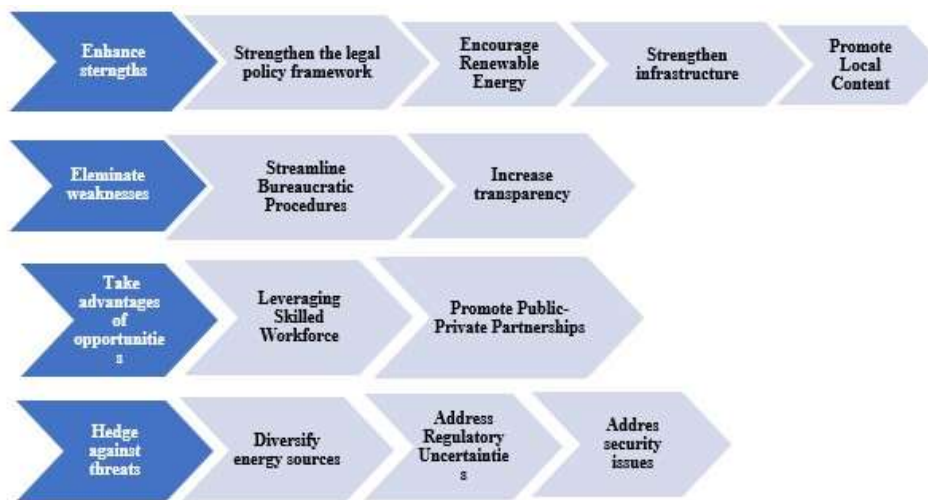 Enhance
sterngths
Strengthen the legal
policy framework
Encourage
Renewable
Energy
Strengthen
infrastructure
Promote
Local
Content
Eleminate
weaknesses
Streamline
Bureaucratic
Procedures
Increase
transparency
Take
advantages
of
opportunitie
s
Leveraging
Skilled
Workforce
Promote Public-
Private Partnerships
Hedge
against
threats
Diversify
energy sources
Address
Regulatory
Uncertaintie
s
Addres
security
issues